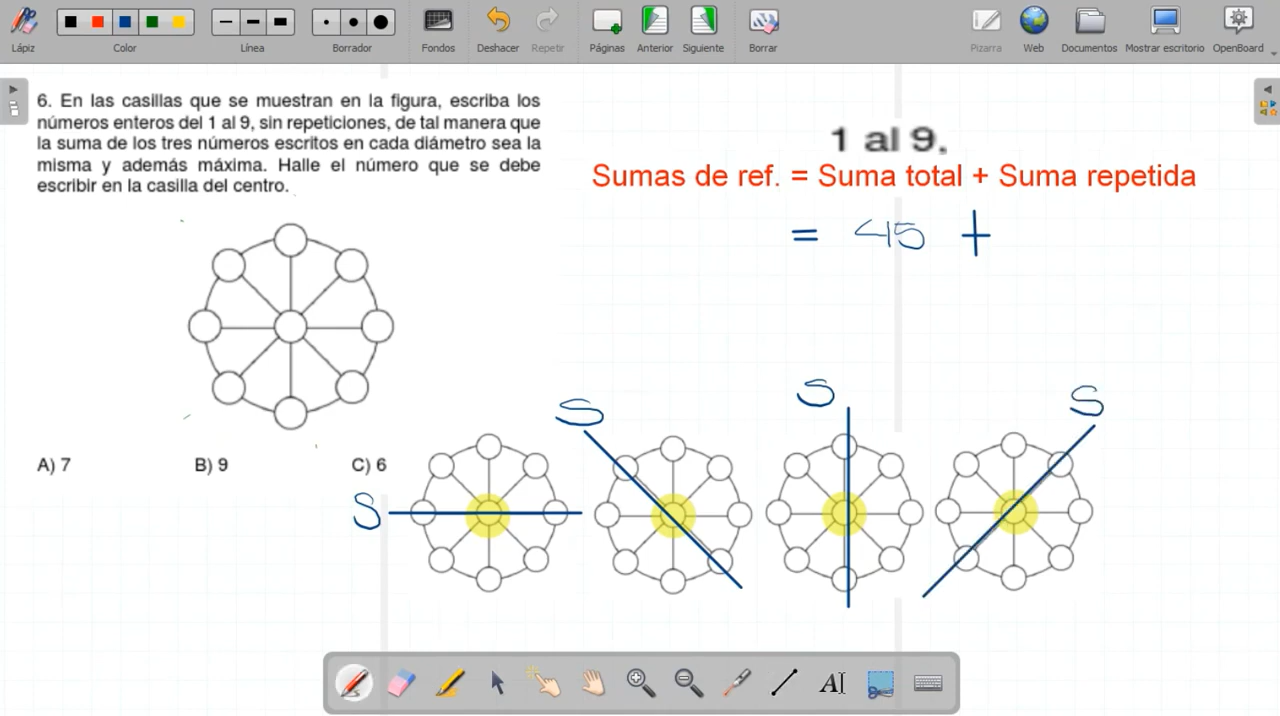 Lápiz
Color
Línea
Borrador
Fondos
Deshacer
Repetir
Páginas
Anterior
Siguiente
Borrar
Pizarra
Web
Documentos
Mostrar escritorio
OpenBoard
6. En las casillas que se muestran en la figura, escriba los
números enteros del 1 al 9, sin repeticiones, de tal manera que
la suma de los tres números escritos en cada diámetro sea la
misma y además máxima. Halle el número que se debe
escribir en la casilla del centro.
1 al 9.
Sumas de ref. = Suma total + Suma repetida
= 45 +
A) 7
B) 9
C) 6
S
S
S
S
AI